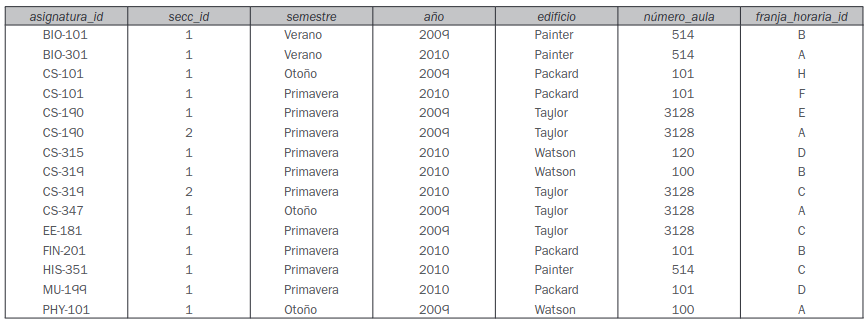 asignatura_id secc_id semestre año edificio número_aula franja_horaria_id
BIO-101 1 Verano 2009 Painter 514 B
BIO-301 1 Verano 2010 Painter 514 A
CS-101 1 Otoño 2009 Packard 101 H
CS-101 1 Primavera 2010 Packard 101 F
CS-190 1 Primavera 2009 Taylor 3128 E
CS-190 2 Primavera 2009 Taylor 3128 A
CS-315 1 Primavera 2010 Watson 120 D
CS-319 1 Primavera 2010 Watson 100 B
CS-319 2 Primavera 2010 Taylor 3128 C
CS-347 1 Otoño 2009 Taylor 3128 A
EE-181 1 Primavera 2009 Taylor 3128 C
FIN-201 1 Primavera 2010 Packard 101 B
HIS-351 1 Primavera 2010 Painter 514 C
MU-199 1 Primavera 2010 Packard 101 D
PHY-101 1 Otoño 2009 Watson 100 A